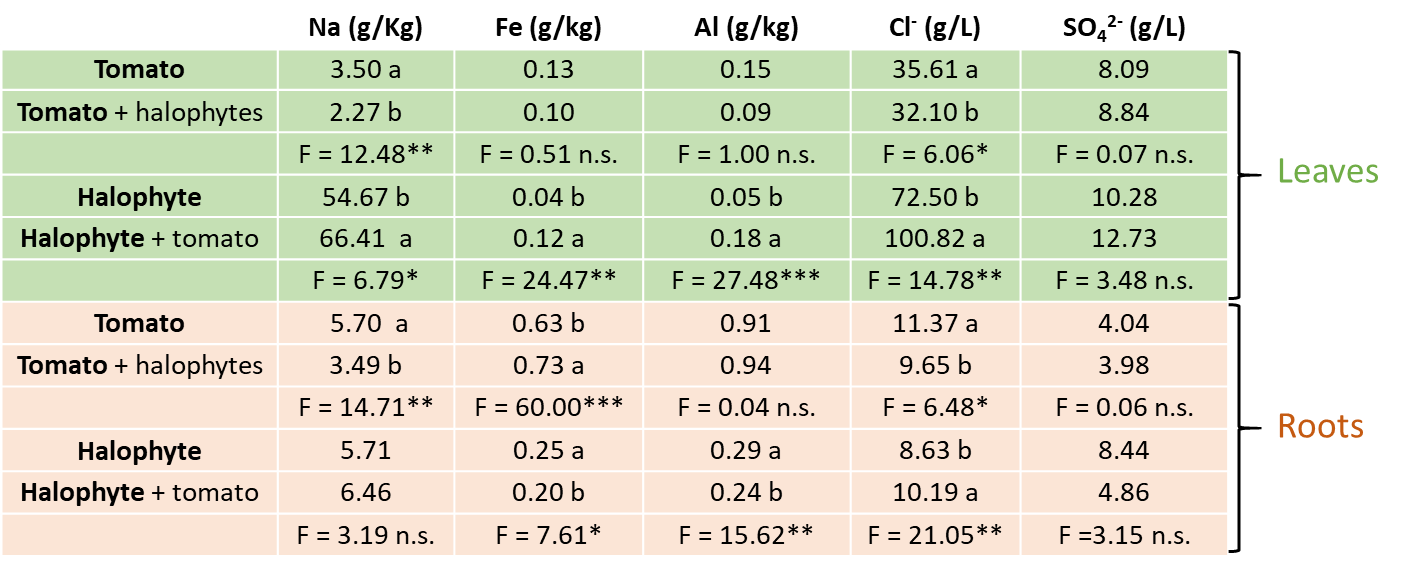 Na (g/Kg) Fe (g/kg) Al (g/kg) Cl⁻ (g/L) SO₄²⁻ (g/L)
Tomato 3.50 a 0.13 0.15 35.61 a 8.09
Tomato + halophytes 2.27 b 0.10 0.09 32.10 b 8.84
F = 12.48** F = 0.51 n.s. F = 1.00 n.s. F = 6.06* F = 0.07 n.s.
Leaves
Halophyte 54.67 b 0.04 b 0.05 b 72.50 b 10.28
Halophyte + tomato 66.41 a 0.12 a 0.18 a 100.82 a 12.73
F = 6.79* F = 24.47** F = 27.48*** F = 14.78** F = 3.48 n.s.
Tomato 5.70 a 0.63 b 0.91 11.37 a 4.04
Tomato + halophytes 3.49 b 0.73 a 0.94 9.65 b 3.98
F = 14.71** F = 60.00*** F = 0.04 n.s. F = 6.48* F = 0.06 n.s.
Roots
Halophyte 5.71 0.25 a 0.29 a 8.63 b 8.44
Halophyte + tomato 6.46 0.20 b 0.24 b 10.19 a 4.86
F = 3.19 n.s. F = 7.61* F = 15.62** F = 21.05** F =3.15 n.s.